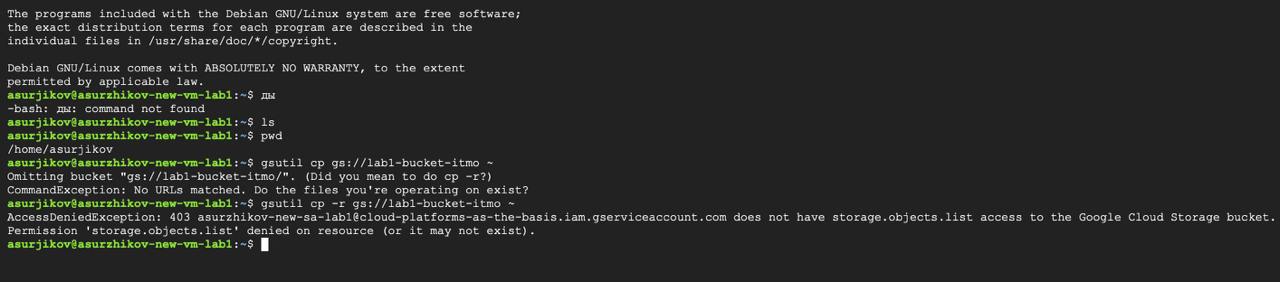 The programs included with the Debian GNU/Linux system are free software;
the exact distribution terms for each program are described in the
individual files in /usr/share/doc/*/copyright.
Debian GNU/Linux comes with ABSOLUTELY NO WARRANTY, to the extent
permitted by applicable law.
asurjikov@asurzhikov-new-vm-lab1:~$ ды
-bash: ды: command not found
asurjikov@asurzhikov-new-vm-lab1:~$ ls
asurjikov@asurzhikov-new-vm-lab1:~$ pwd
/home/asurjikov
asurjikov@asurzhikov-new-vm-lab1:~$ gsutil cp gs://lab1-bucket-itmo ~
Omitting bucket "gs://lab1-bucket-itmo/". (Did you mean to do cp -r?)
CommandException: No URLs matched. Do the files you're operating on exist?
asurjikov@asurzhikov-new-vm-lab1:~$ gsutil cp -r gs://lab1-bucket-itmo ~
AccessDeniedException: 403 asurzhikov-new-sa-lab1@cloud-platforms-as-the-basis.iam.gserviceaccount.com does not have storage.objects.list access to the Google Cloud Storage bucket.
Permission 'storage.objects.list' denied on resource (or it may not exist).
asurjikov@asurzhikov-new-vm-lab1:~$